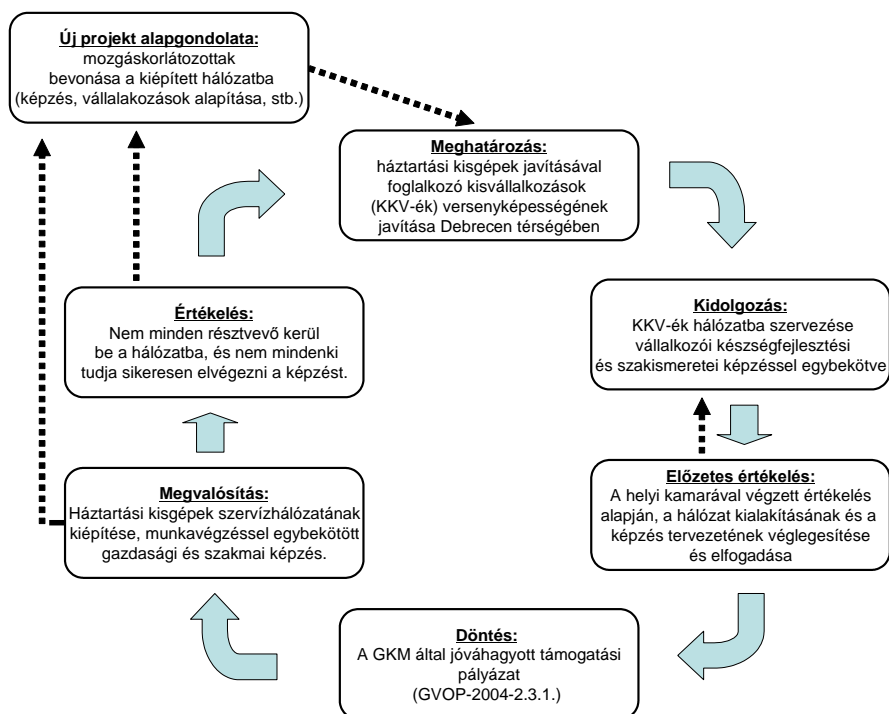 Új projekt alapgondolata:
mozgáskorlátozottak
bevonása a kiépített hálózatba
(képzés, vállalakozások alapítása, stb.)
Meghatározás:
háztartási kisgépek javításával
foglalkozó kisvállalkozások
(KKV-ék) versenyképességének
javítása Debrecen térségében
Kidolgozás:
KKV-ék hálózatba szervezése
vállalkozói készségfejlesztési
és szakismeretei képzéssel egybekötve
Előzetes értékelés:
A helyi kamarával végzett értékelés
alapján, a hálózat kialakításának és a
képzés tervezetének véglegesítése
és elfogadása
Döntés:
A GKM által jóváhagyott támogatási
pályázat
(GVOP-2004-2.3.1.)
Megvalósítás:
Háztartási kisgépek szervízhálózatának
kiépítése, munkavégzéssel egybekötött
gazdasági és szakmai képzés.
Értékelés:
Nem minden résztvevő kerül
be a hálózatba, és nem mindenki
tudja sikeresen elvégezni a képzést.